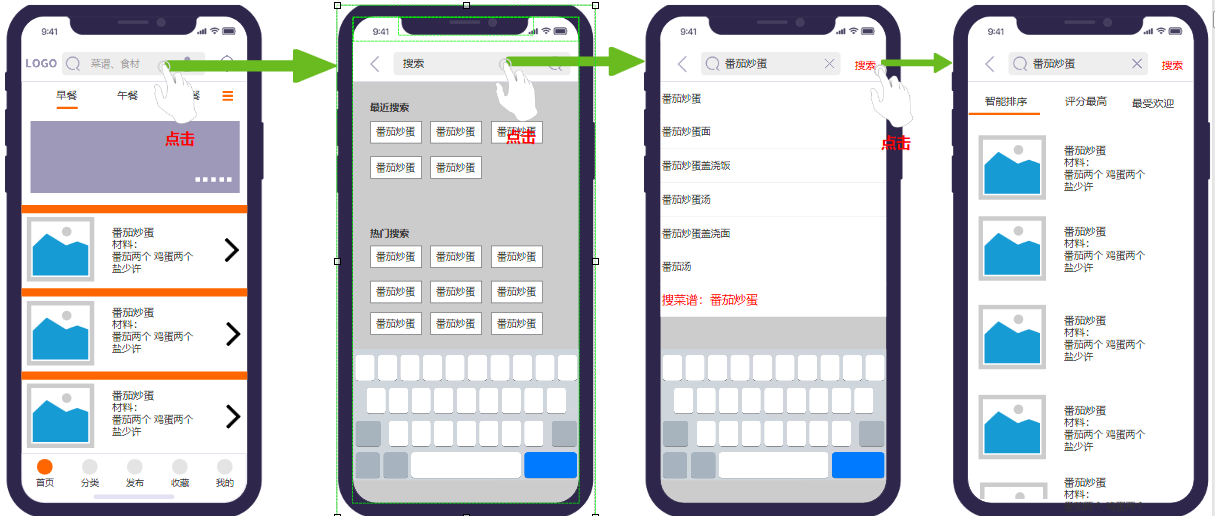 9:41
LOGO
菜谱、食材
早餐
午餐
餐
点击
番茄炒蛋
材料：
番茄两个 鸡蛋两个
盐少许
番茄炒蛋
材料：
番茄两个 鸡蛋两个
盐少许
番茄炒蛋
材料：
番茄两个 鸡蛋两个
盐少许
首页
分类
发布
收藏
我的
9:41
搜索
最近搜索
番茄炒蛋 番茄炒蛋 番茄炒蛋
点击
番茄炒蛋 番茄炒蛋
热门搜索
番茄炒蛋 番茄炒蛋 番茄炒蛋
番茄炒蛋 番茄炒蛋 番茄炒蛋
番茄炒蛋 番茄炒蛋 番茄炒蛋
9:41
番茄炒蛋
搜索
点击
番茄炒蛋
番茄炒蛋面
番茄炒蛋盖浇饭
番茄炒蛋汤
番茄炒蛋盖浇面
番茄汤
搜菜谱：番茄炒蛋
9:41
番茄炒蛋
搜索
智能排序
评分最高
最受欢迎
番茄炒蛋
材料：
番茄两个 鸡蛋两个
盐少许
番茄炒蛋
材料：
番茄两个 鸡蛋两个
盐少许
番茄炒蛋
材料：
番茄两个 鸡蛋两个
盐少许
番茄炒蛋
材料：
番茄两个 鸡蛋两个
盐少许
番茄炒蛋
材料：
番茄两个 鸡蛋两个